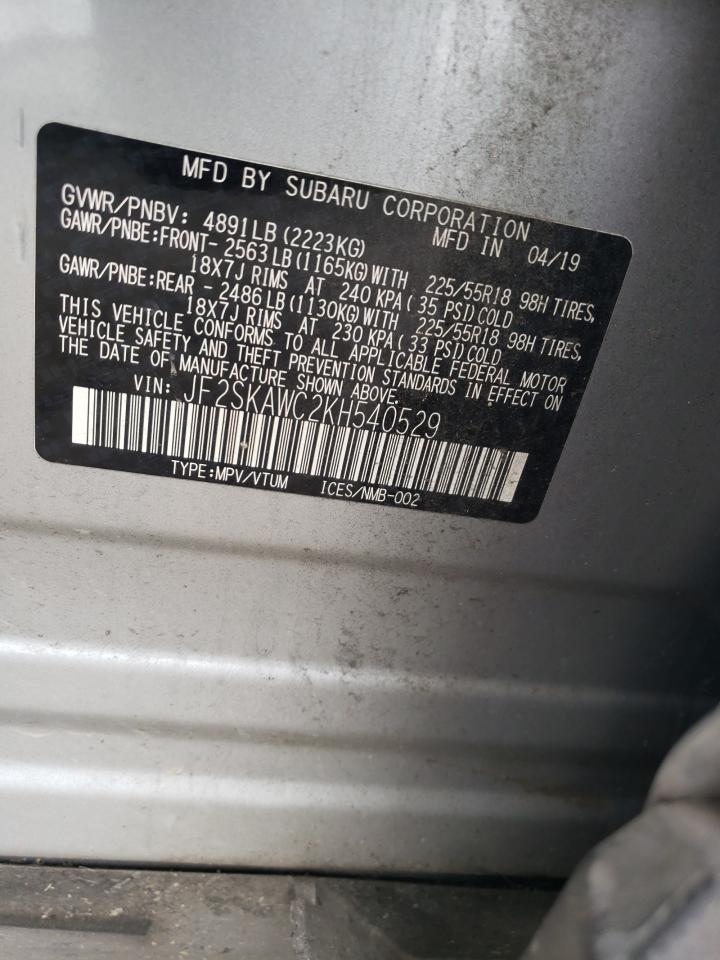 MFD BY SUBARU CORPORATION
GVWR/PNBV: 4891LB(2223KG) MFD IN 04/19
GAWR/PNBE:FRONT- 2563LB(1165KG)WITH 225/55R18 98H TIRES,
18X7J RIMS AT 240 KPA(35 PSI)COLD
GAWR/PNBE:REAR - 2486LB(1130KG)WITH 225/55R18 98H TIRES,
18X7J RIMS AT 230 KPA(33 PSI)COLD
THIS VEHICLE CONFORMS TO ALL APPLICABLE FEDERAL MOTOR
VEHICLE SAFETY AND THEFT PREVENTION STANDARDS IN EFFECT ON
THE DATE OF MANUFACTURE SHOWN ABOVE.
VIN: JF2SKAWC2KH540529
TYPE:MPV/VTUM ICES/NMB-002